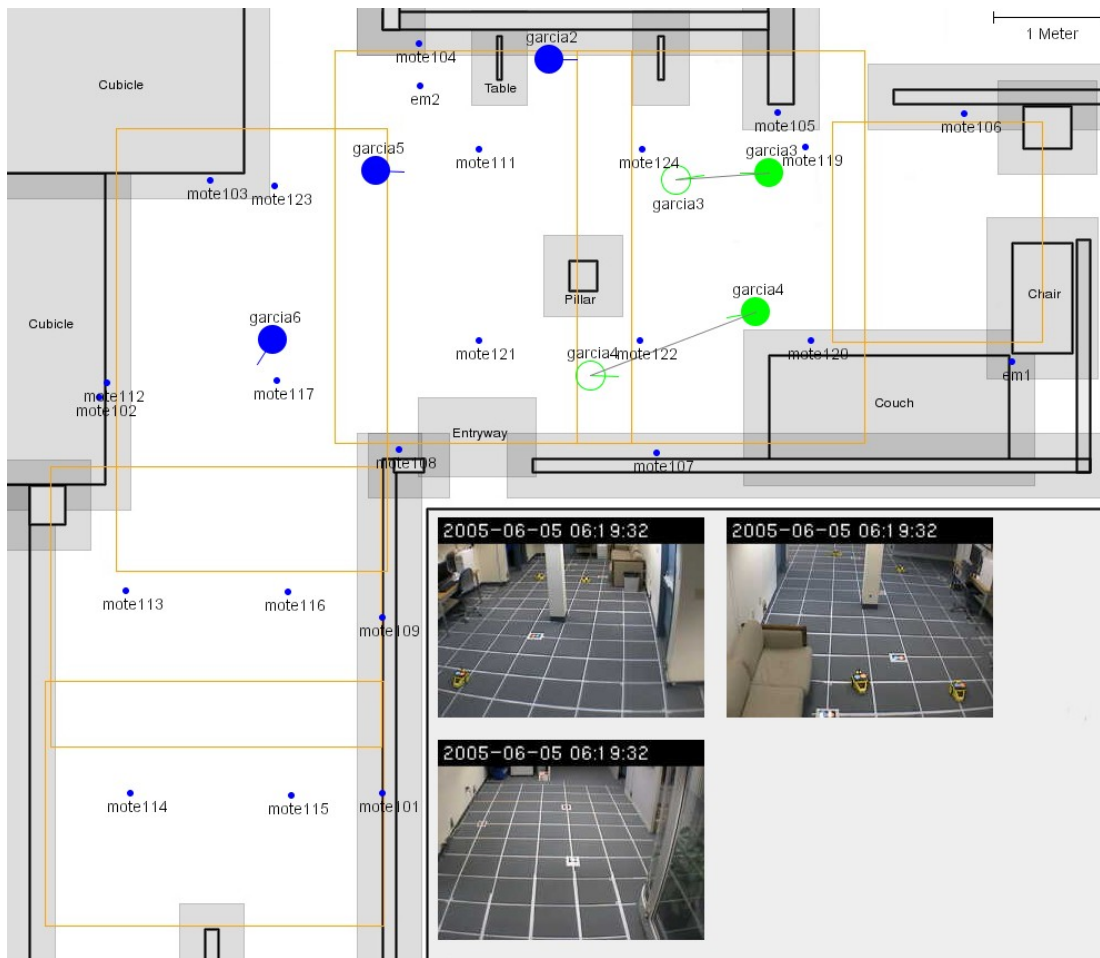 1 Meter
garcia2
mote104
Cubicle
Table
em2
mote105
mote106
garcia5
mote111
mote124
garcia3
mote119
mote103
mote123
garcia3
garcia4
Chair
Pillar
garcia6
Cubicle
mote121
garcia4
mote122
mote120
em1
mote112
mote117
mote102
Couch
Entryway
mote108
mote107
2005-06-05 06:19:32
2005-06-05 06:19:32
mote113
mote116
mote109
2005-06-05 06:19:32
mote114
mote115
mote101